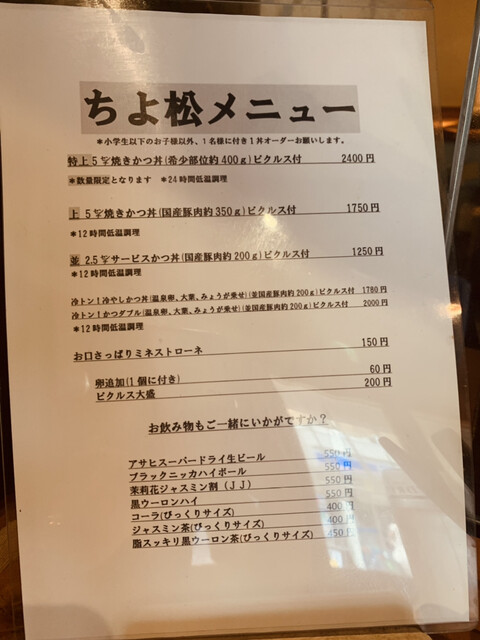 ちよ松メニュー
*小学生以下のお子様以外、1名様に付き1丼オーダーお願いします。
特上 5㌢焼きかつ丼(希少部位約400g)ピクルス付 2400円
*数量限定となります *24時間低温調理
上 5㌢焼きかつ丼(国産豚肉約350g)ピクルス付 1750円
*12時間低温調理
並 2.5㌢サービスかつ丼(国産豚肉約200g)ピクルス付 1250円
*12時間低温調理
冷トン!冷やしかつ丼(温泉卵、大葉、みょうが乗せ)(並国産豚肉約200g)ピクルス付 1780円
冷トン!かつダブル(温泉卵、大葉、みょうが乗せ)(並国産豚肉約200g)ピクルス付 2000円
*12時間低温調理
お口さっぱりミネストローネ 150円
卵追加(1個に付き) 60円
ピクルス大盛 200円
お飲み物もご一緒にいかがですか?
アサヒスーパードライ生ビール 550円
ブラックニッカハイボール 550円
茉莉花ジャスミン割(JJ) 550円
黒ウーロンハイ 550円
コーラ(びっくりサイズ) 400円
ジャスミン茶(びっくりサイズ) 400円
脂スッキリ黒ウーロン茶(びっくりサイズ) 450円